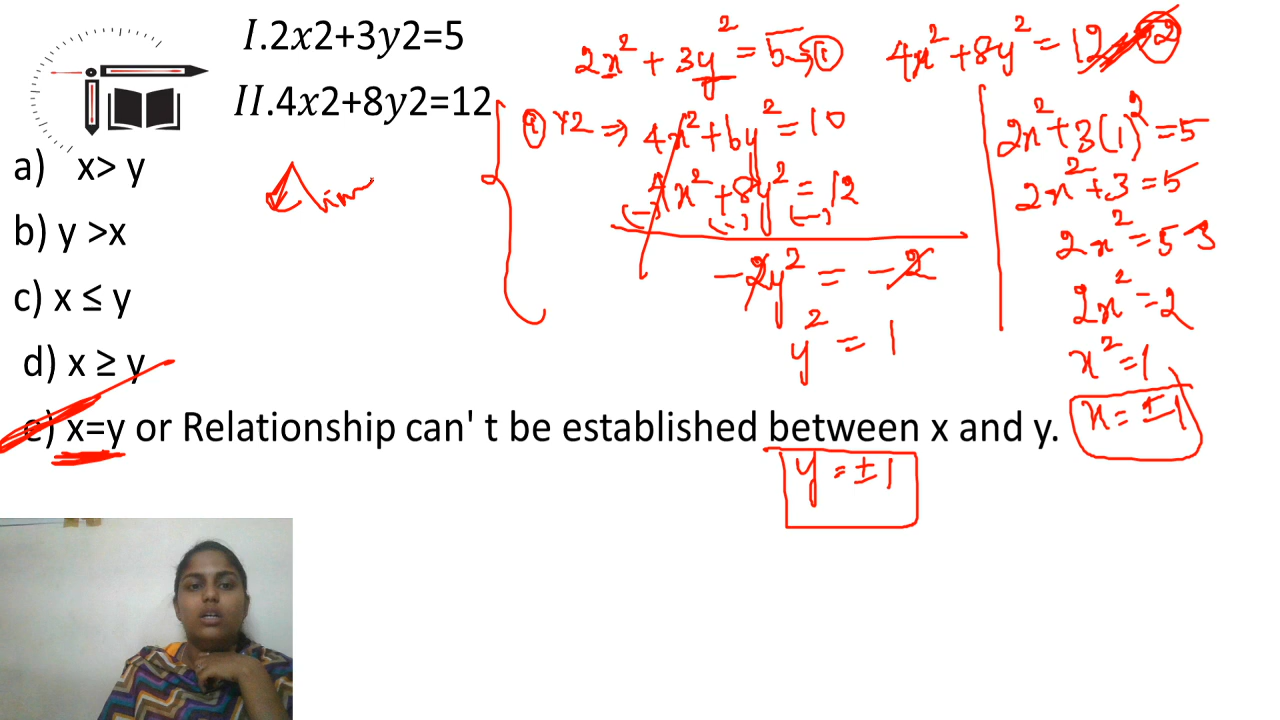 I.2x2+3y2=5
II.4x2+8y2=12
a) x> y
b) y >x
c) x ≤ y
d) x ≥ y
e) x=y or Relationship can' t be established between x and y.
2x² + 3y² = 5 → ①
4x² + 8y² = 12 → ②
① ×2 ⇒ 4x² + 6y² = 10
4x² + 8y² = 12
(-) (-) (-)
-2y² = -2
y² = 1
y = ±1
2x² + 3(1)² = 5
2x² + 3 = 5
2x² = 5-3
2x² = 2
x² = 1
x = ±1